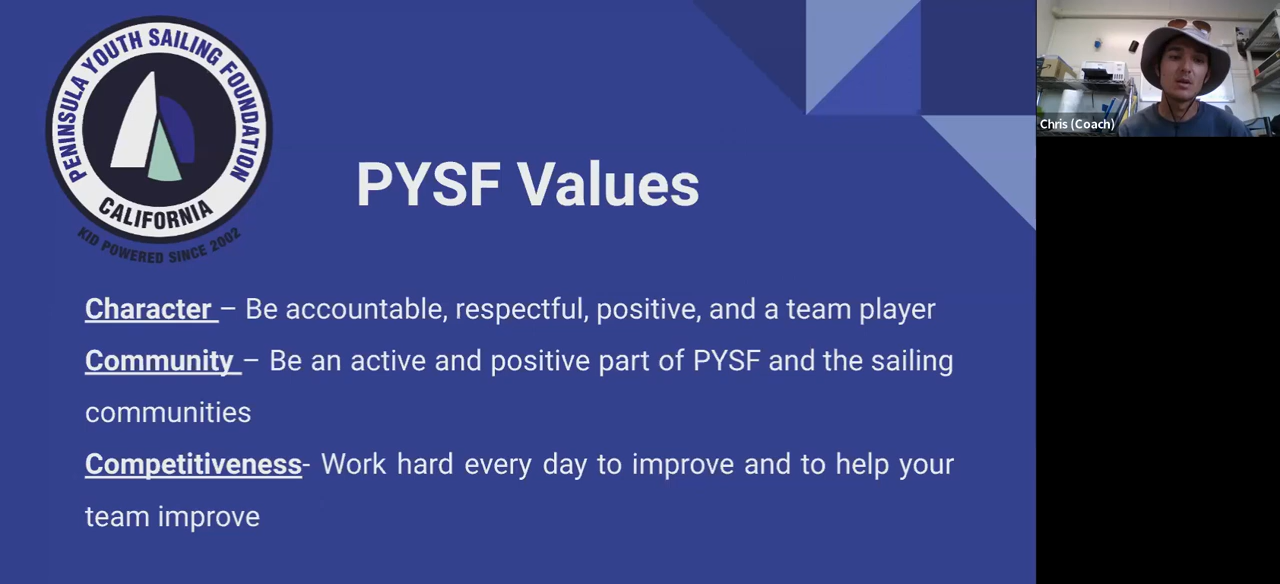 PENINSULA YOUTH SAILING FOUNDATION
CALIFORNIA
KID POWERED SINCE 2002
PYSF Values
Chris (Coach)
Character – Be accountable, respectful, positive, and a team player
Community – Be an active and positive part of PYSF and the sailing
communities
Competitiveness- Work hard every day to improve and to help your
team improve